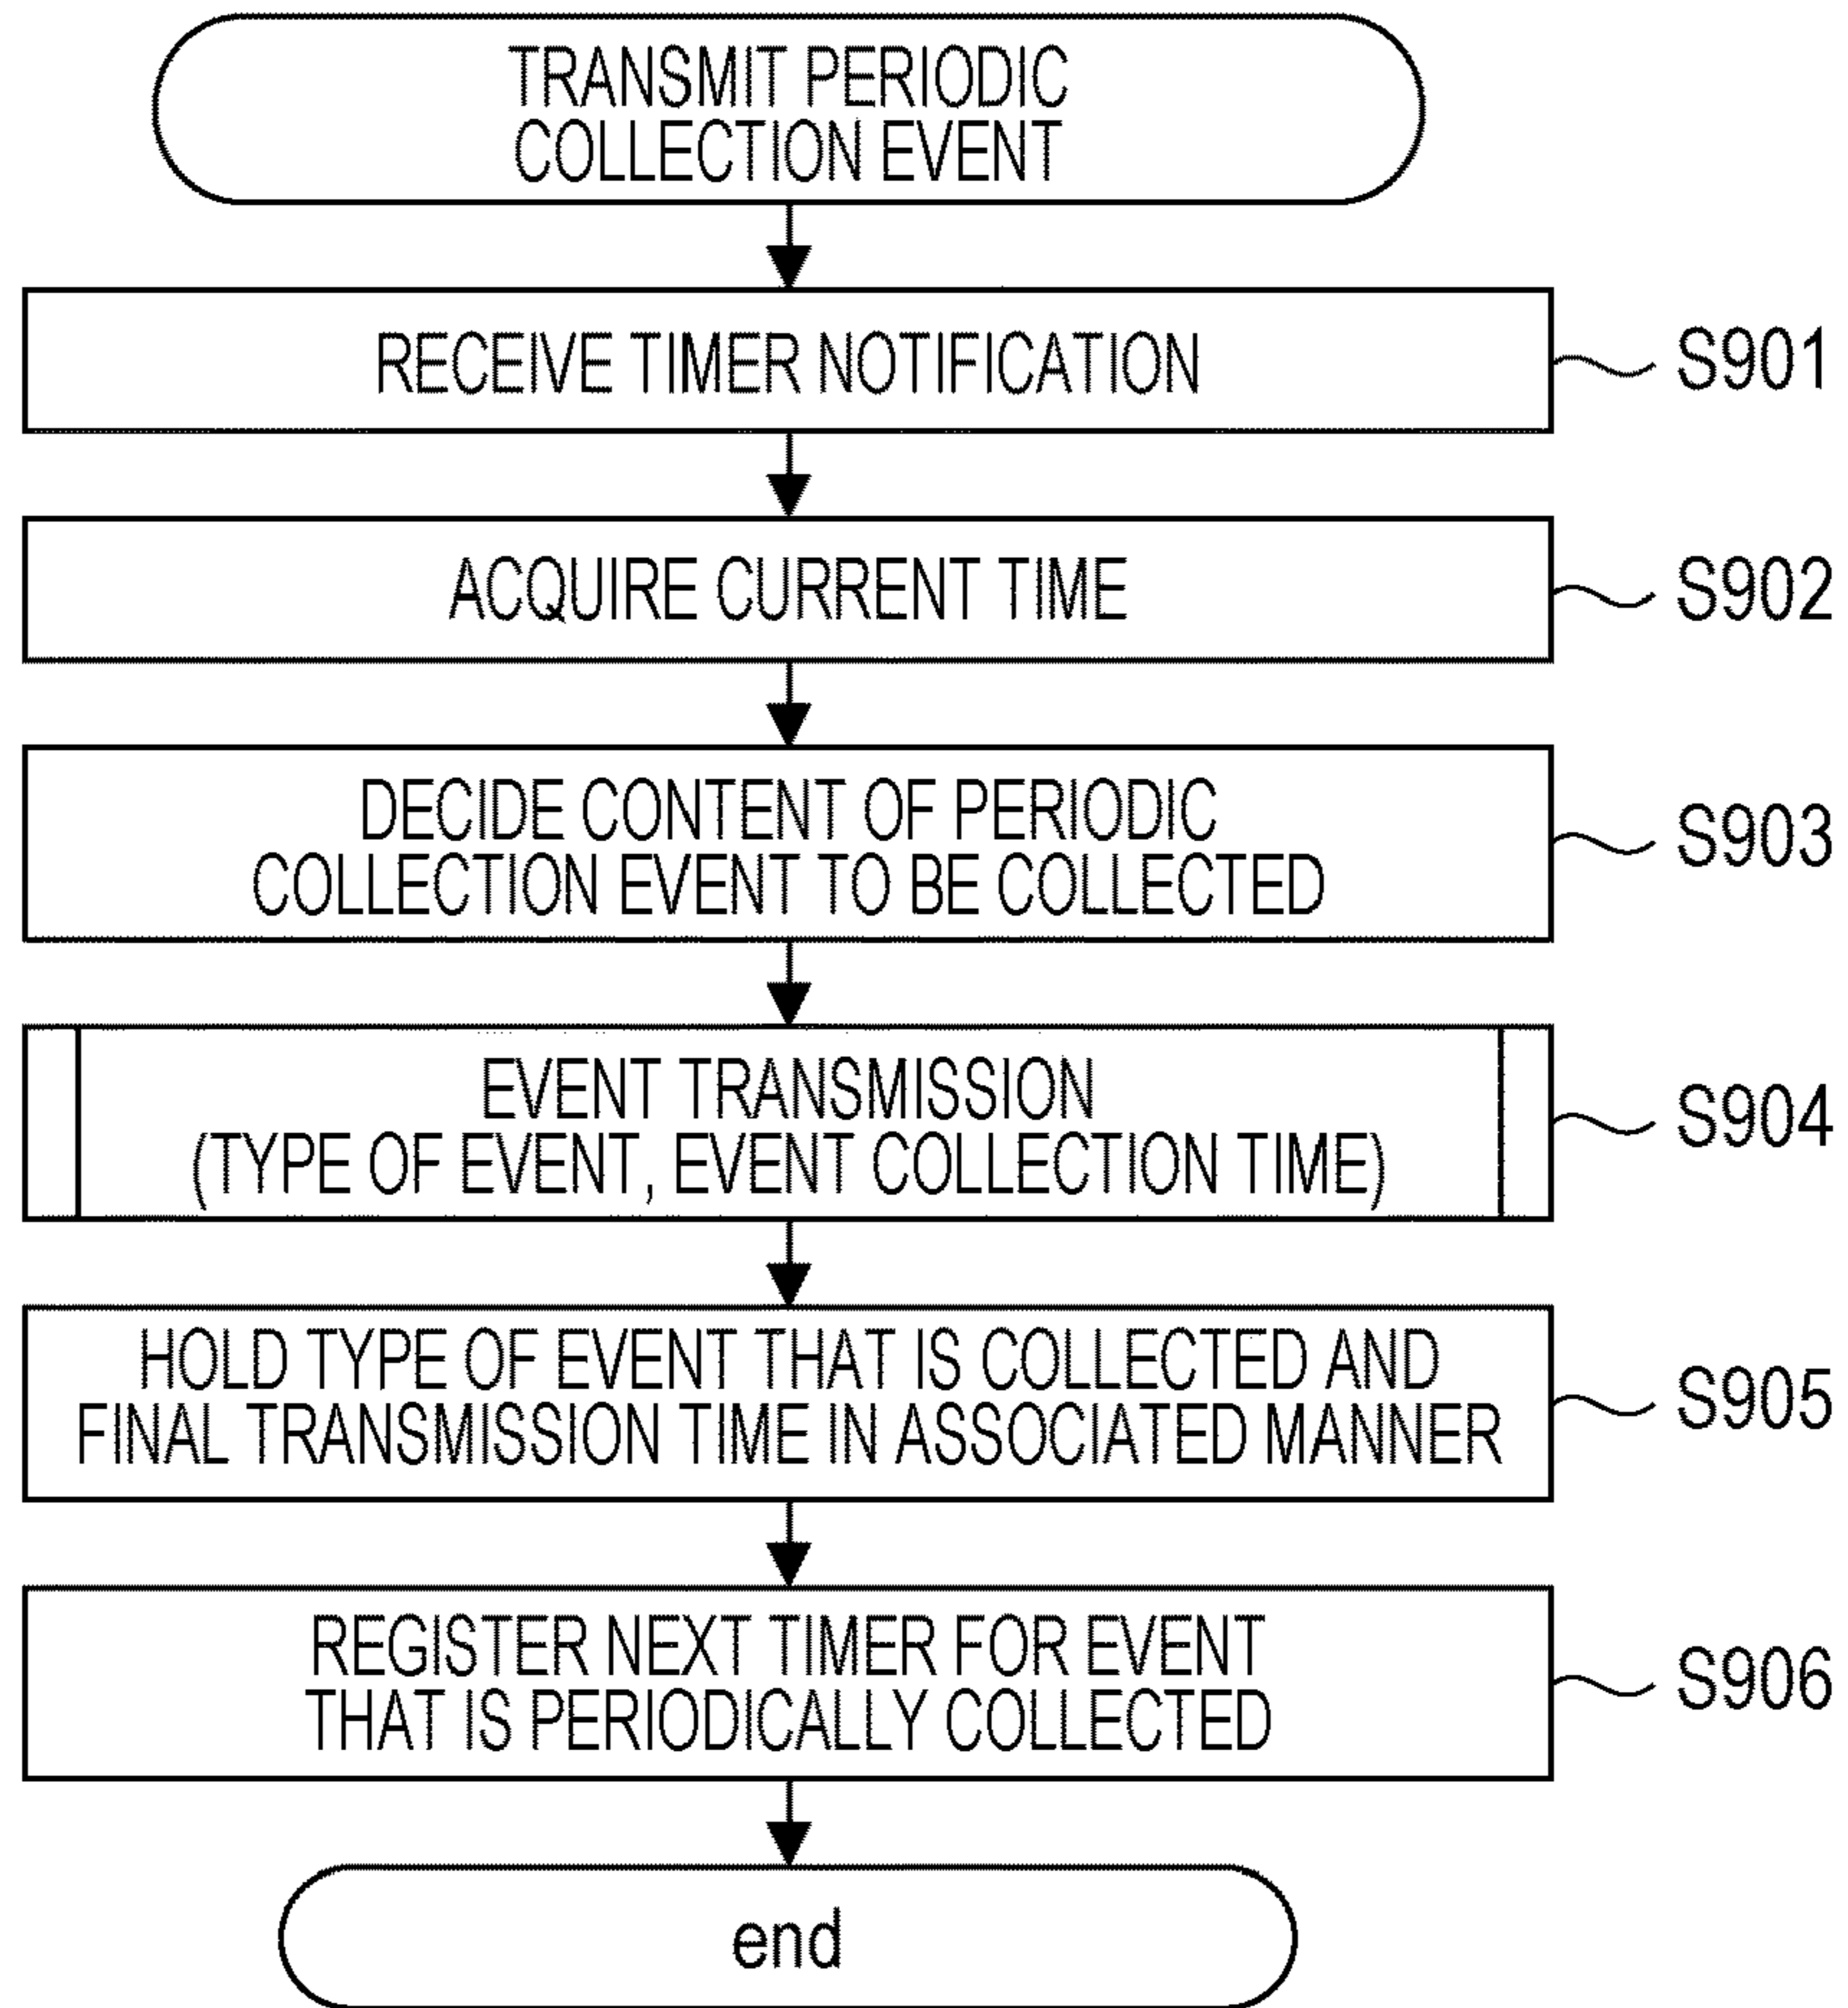 TRANSMIT PERIODIC
COLLECTION EVENT
RECEIVE TIMER NOTIFICATION
S901
ACQUIRE CURRENT TIME
S902
DECIDE CONTENT OF PERIODIC
COLLECTION EVENT TO BE COLLECTED
S903
EVENT TRANSMISSION
(TYPE OF EVENT, EVENT COLLECTION TIME)
S904
HOLD TYPE OF EVENT THAT IS COLLECTED AND
FINAL TRANSMISSION TIME IN ASSOCIATED MANNER
S905
REGISTER NEXT TIMER FOR EVENT
THAT IS PERIODICALLY COLLECTED
S906
end